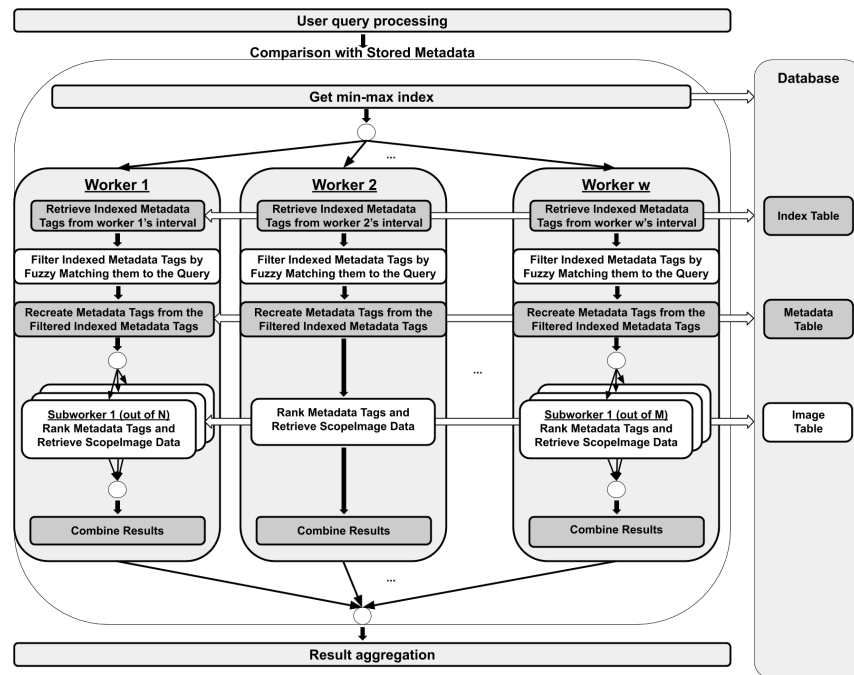 User query processing
Comparison with Stored Metadata
Database
Get min-max index
...
Worker 1
Retrieve Indexed Metadata
Tags from worker 1's interval
Filter Indexed Metadata Tags by
Fuzzy Matching them to the Query
Recreate Metadata Tags from the
Filtered Indexed Metadata Tags
Subworker 1 (out of N)
Rank Metadata Tags and
Retrieve ScopeImage Data
Combine Results
Worker 2
Retrieve Indexed Metadata
Tags from worker 2's interval
Filter Indexed Metadata Tags by
Fuzzy Matching them to the Query
Recreate Metadata Tags from the
Filtered Indexed Metadata Tags
Rank Metadata Tags and
Retrieve ScopeImage Data
Combine Results
...
Worker w
Retrieve Indexed Metadata
Tags from worker w's interval
Filter Indexed Metadata Tags by
Fuzzy Matching them to the Query
Recreate Metadata Tags from the
Filtered Indexed Metadata Tags
Subworker 1 (out of M)
Rank Metadata Tags and
Retrieve ScopeImage Data
Combine Results
Index Table
Metadata
Table
Image
Table
...
Result aggregation